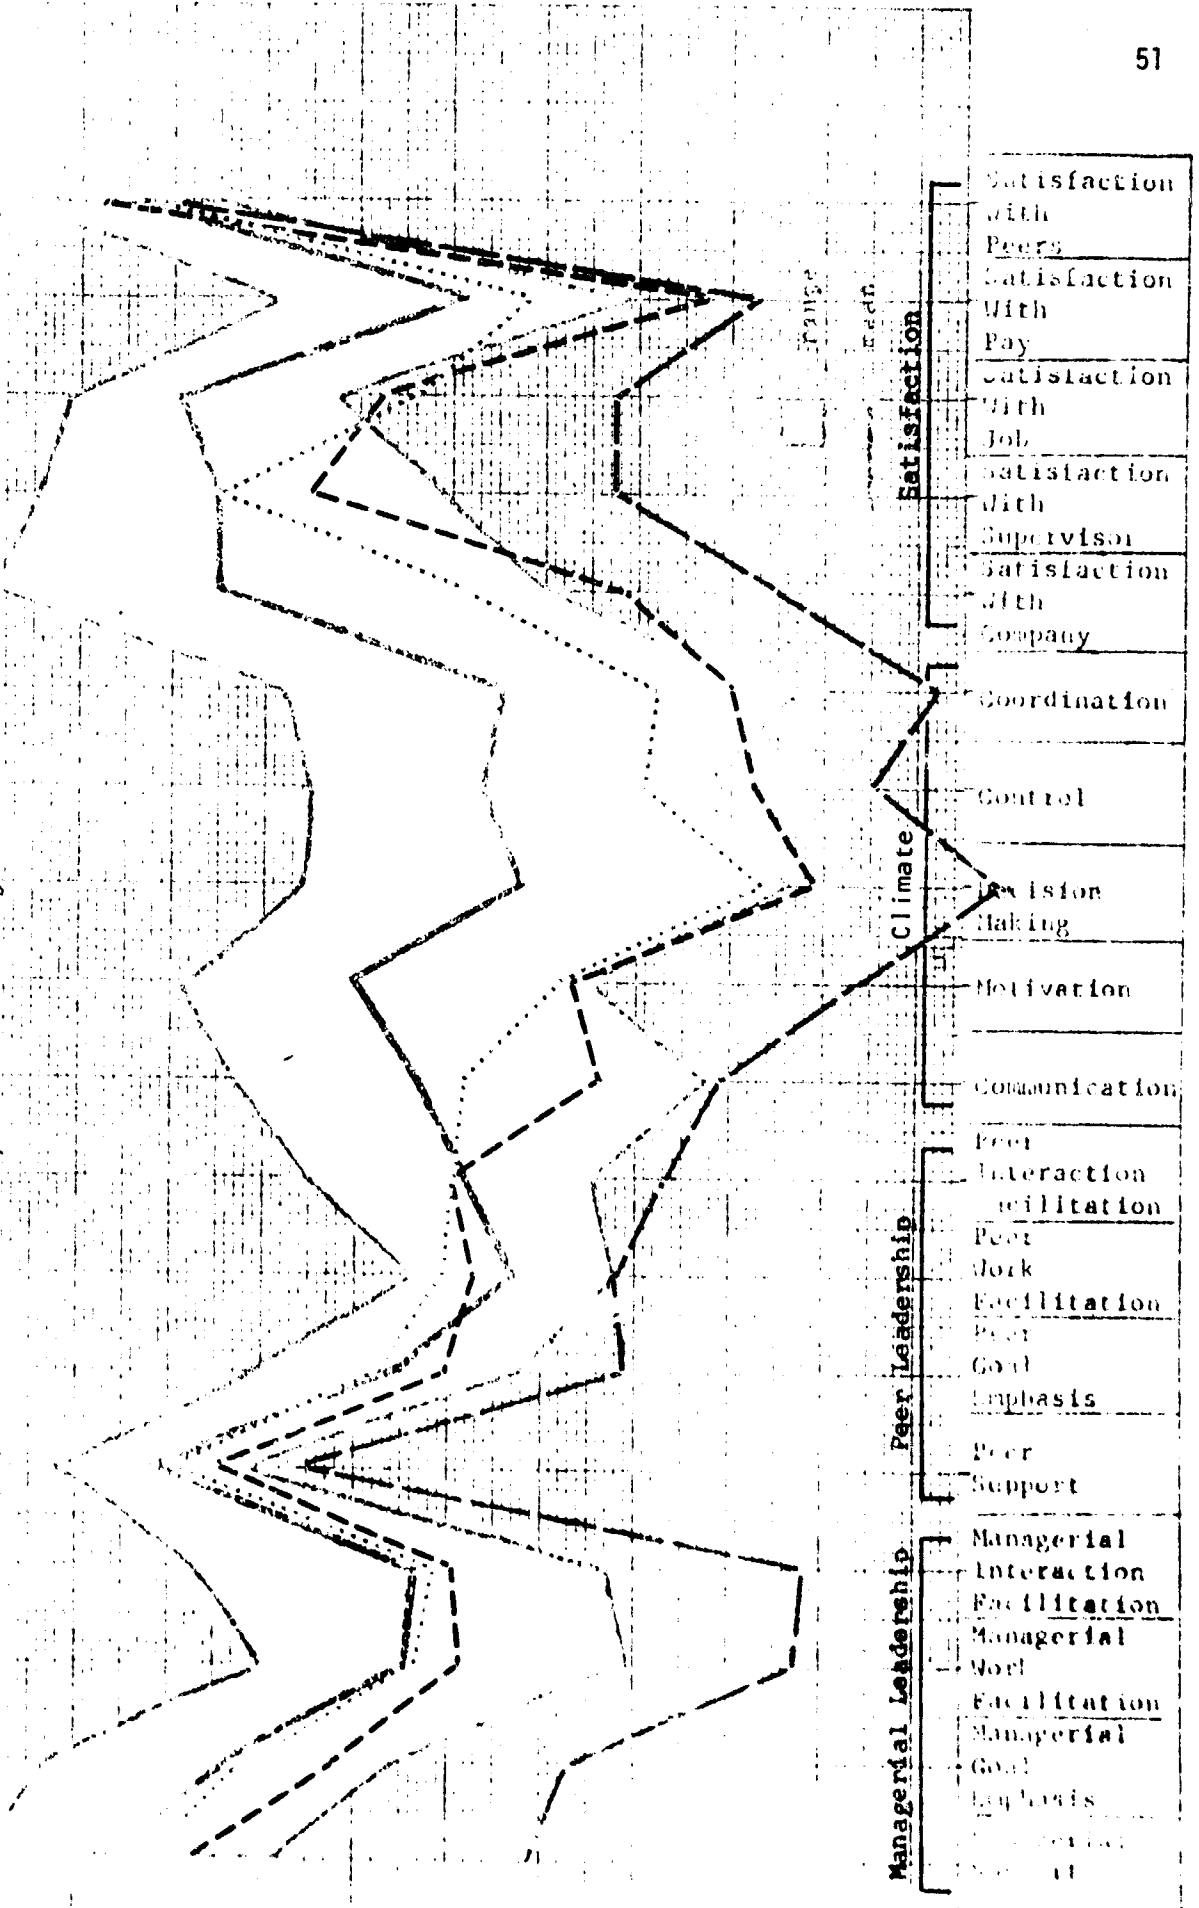 51
Satisfaction
With
Peers
Satisfaction
With
Pay
Satisfaction
With
Job
Satisfaction
With
Supervisor
Satisfaction
With
Company
Coordination
Control
Decision
Making
Motivation
Communication
Peer
Interaction
Facilitation
Peer
Work
Facilitation
Peer
Goal
Emphasis
Peer
Support
Managerial
Interaction
Facilitation
Managerial
Work
Facilitation
Managerial
Goal
Emphasis
Satisfaction
Climate
Peer Leadership
Managerial Leadership
range
mean